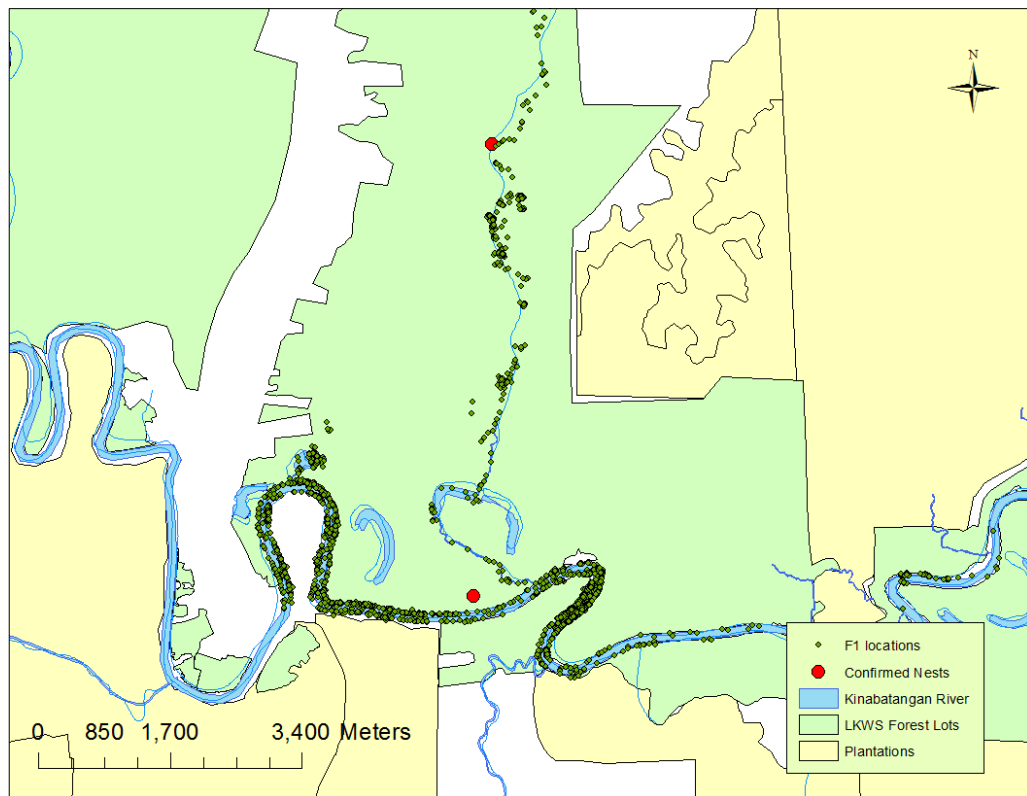 N
F1 locations
Confirmed Nests
Kinabatangan River
LKWS Forest Lots
Plantations
0 850 1,700 3,400 Meters